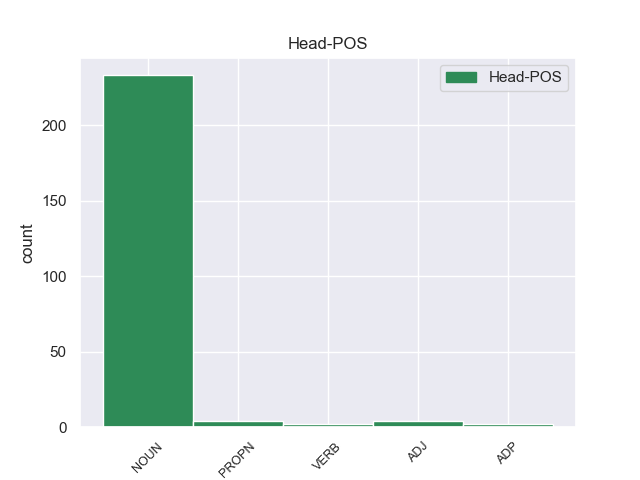 Head-POS
Head-POS
200
150
100
50
0
count
NOUN
PROPN
VERB
ADJ
ADP